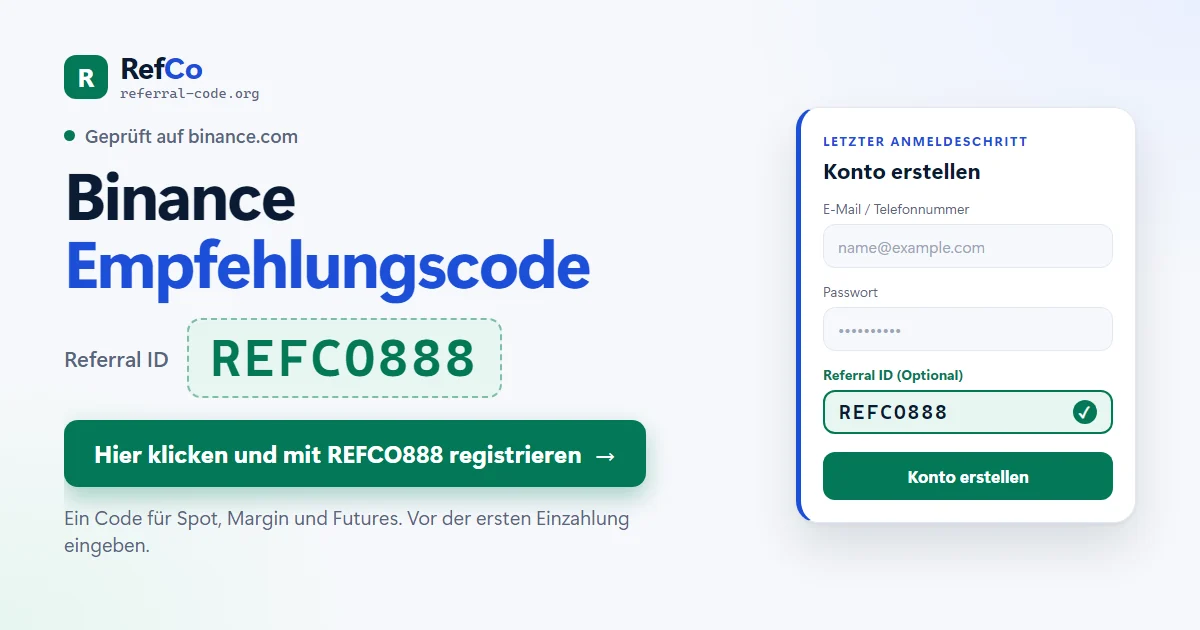 R
RefCo
referral-code.org
Geprüft auf binance.com
Binance
Empfehlungscode
Referral ID REFCO888
Hier klicken und mit REFCO888 registrieren →
Ein Code für Spot, Margin und Futures. Vor der ersten Einzahlung
eingeben.
LETZTER ANMELDESCHRITT
Konto erstellen
E-Mail / Telefonnummer
name@example.com
Passwort
••••••••••
Referral ID (Optional)
REFCO888 ✓
Konto erstellen